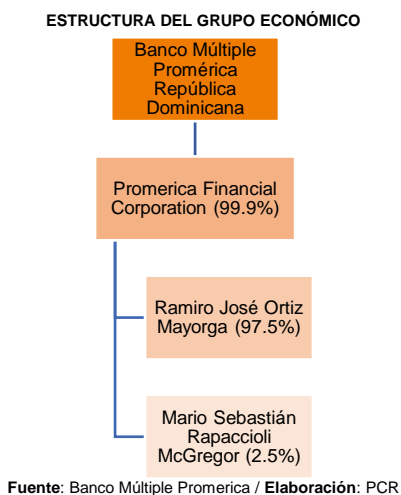 ESTRUCTURA DEL GRUPO ECONÓMICO
Banco Múltiple
Promérica
República
Dominicana
Promerica Financial
Corporation (99.9%)
Ramiro José Ortiz
Mayorga (97.5%)
Mario Sebastián
Rapaccioli
McGregor (2.5%)
Fuente: Banco Múltiple Promerica / Elaboración: PCR